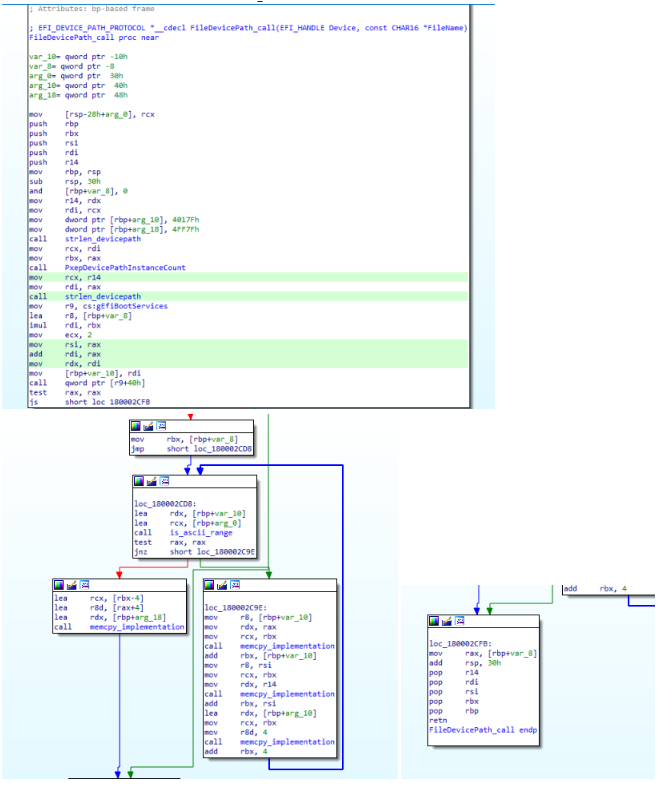 ; Attributes: bp-based frame
; EFI_DEVICE_PATH_PROTOCOL *__cdecl FileDevicePath_call(EFI_HANDLE Device, const CHAR16 *FileName)
FileDevicePath_call proc near
var_10= qword ptr -10h
var_8= qword ptr -8
arg_0= qword ptr  30h
arg_10= qword ptr  40h
arg_18= qword ptr  48h
mov     [rsp-28h+arg_0], rcx
push    rbp
push    rbx
push    rsi
push    rdi
push    r14
mov     rbp, rsp
sub     rsp, 30h
and     [rbp+var_8], 0
mov     r14, rdx
mov     rdi, rcx
mov     dword ptr [rbp+arg_10], 4017Fh
mov     dword ptr [rbp+arg_18], 4FF7Fh
call    strlen_devicepath
mov     rcx, rdi
mov     rbx, rax
call    PxepDevicePathInstanceCount
mov     rcx, r14
mov     rdi, rax
call    strlen_devicepath
mov     r9, cs:gEfiBootServices
lea     r8, [rbp+var_8]
imul    rdi, rbx
mov     ecx, 2
mov     rsi, rax
add     rdi, rax
mov     rdx, rdi
mov     [rbp+var_10], rdi
call    qword ptr [r9+40h]
test    rax, rax
js      short loc_180002CFB
mov     rbx, [rbp+var_8]
jmp     short loc_180002CD8
loc_180002CD8:
lea     rdx, [rbp+var_10]
lea     rcx, [rbp+arg_0]
call    is_ascii_range
test    rax, rax
jnz     short loc_180002C9E
lea     rcx, [rbx-4]
lea     r8d, [rax+4]
lea     rdx, [rbp+arg_18]
call    memcpy_implementation
loc_180002C9E:
mov     r8, [rbp+var_10]
mov     rdx, rax
mov     rcx, rbx
call    memcpy_implementation
add     rbx, [rbp+var_10]
mov     r8, rsi
mov     rcx, rbx
mov     rdx, r14
call    memcpy_implementation
add     rbx, rsi
lea     rdx, [rbp+arg_10]
mov     rcx, rbx
mov     r8d, 4
call    memcpy_implementation
add     rbx, 4
add     rbx, 4
loc_180002CFB:
mov     rax, [rbp+var_8]
add     rsp, 30h
pop     r14
pop     rdi
pop     rsi
pop     rbx
pop     rbp
retn
FileDevicePath_call endp